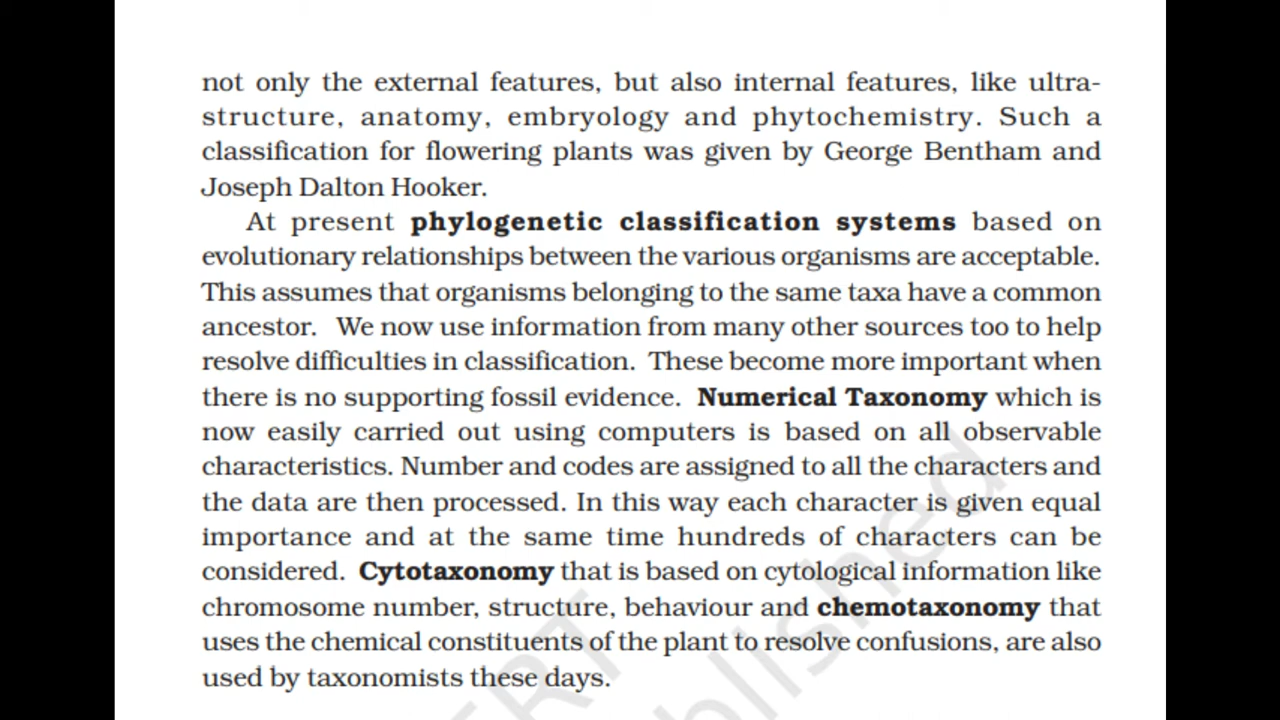 not only the external features, but also internal features, like ultra-
structure, anatomy, embryology and phytochemistry. Such a
classification for flowering plants was given by George Bentham and
Joseph Dalton Hooker.
At present phylogenetic classification systems based on
evolutionary relationships between the various organisms are acceptable.
This assumes that organisms belonging to the same taxa have a common
ancestor. We now use information from many other sources too to help
resolve difficulties in classification. These become more important when
there is no supporting fossil evidence. Numerical Taxonomy which is
now easily carried out using computers is based on all observable
characteristics. Number and codes are assigned to all the characters and
the data are then processed. In this way each character is given equal
importance and at the same time hundreds of characters can be
considered. Cytotaxonomy that is based on cytological information like
chromosome number, structure, behaviour and chemotaxonomy that
uses the chemical constituents of the plant to resolve confusions, are also
used by taxonomists these days.